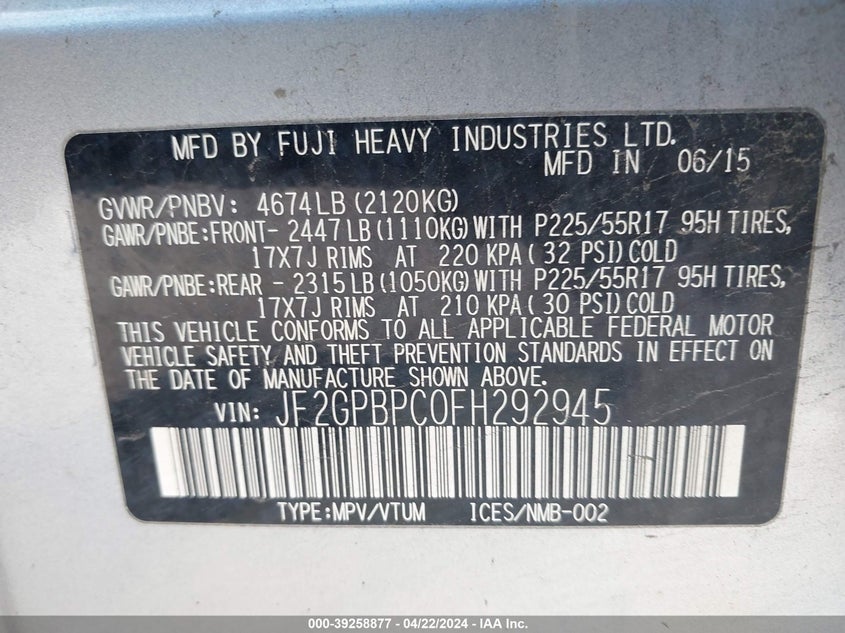 MFD BY FUJI HEAVY INDUSTRIES LTD.
MFD IN 06/15
GVWR/PNBV: 4674LB (2120KG)
GAWR/PNBE:FRONT- 2447LB (1110KG) WITH P225/55R17 95H TIRES,
17X7J RIMS AT 220 KPA ( 32 PSI) COLD
GAWR/PNBE:REAR - 2315LB (1050KG) WITH P225/55R17 95H TIRES,
17X7J RIMS AT 210 KPA ( 30 PSI) COLD
THIS VEHICLE CONFORMS TO ALL APPLICABLE FEDERAL MOTOR
VEHICLE SAFETY AND THEFT PREVENTION STANDARDS IN EFFECT ON
THE DATE OF MANUFACTURE SHOWN ABOVE.
VIN: JF2GPBPC0FH292945
TYPE:MPV/VTUM ICES/NMB-002
000-39258877 - 04/22/2024 - IAA Inc.